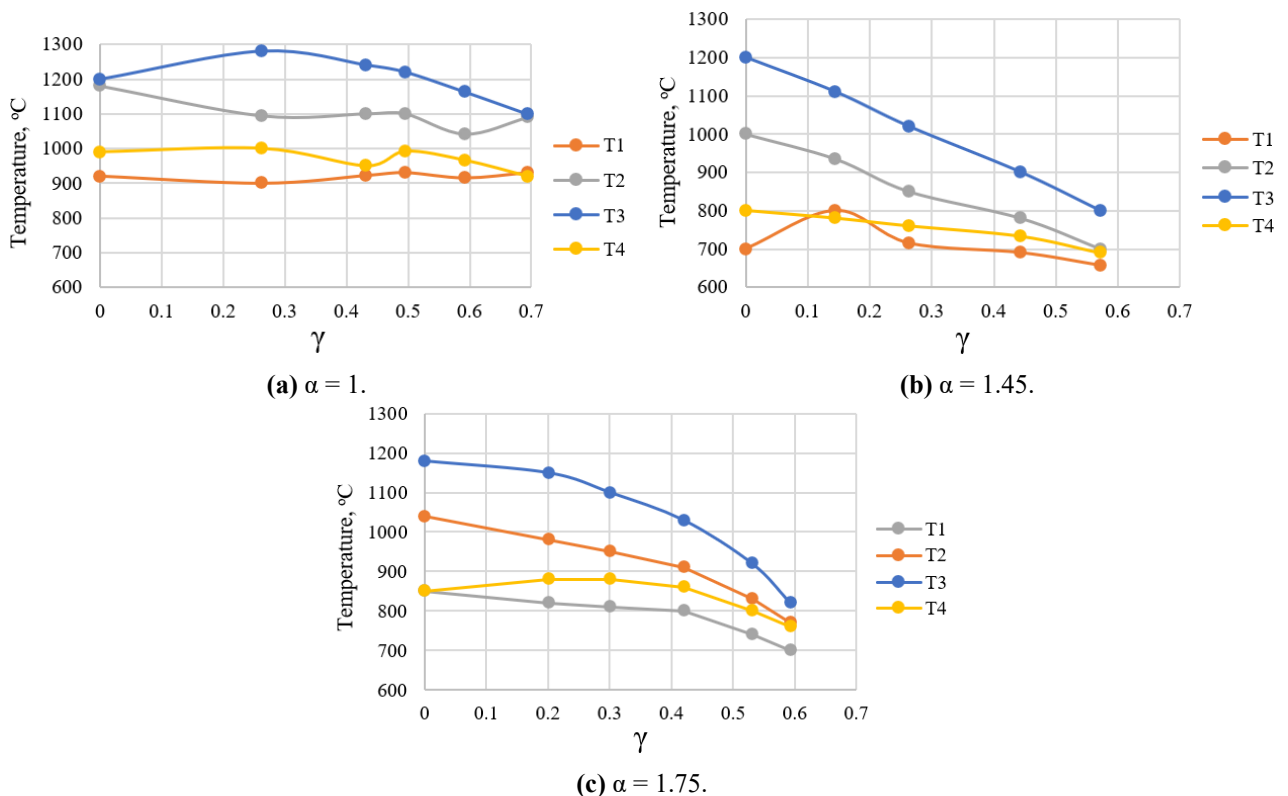 1300
1200
1100
1000
900
800
700
600
Temperature, °C
0 0.1 0.2 0.3 0.4 0.5 0.6 0.7
γ
T1
T2
T3
T4
(a) α = 1.
1300
1200
1100
1000
900
800
700
600
Temperature, °C
0 0.1 0.2 0.3 0.4 0.5 0.6 0.7
γ
T1
T2
T3
T4
(b) α = 1.45.
1300
1200
1100
1000
900
800
700
600
Temperature, °C
0 0.1 0.2 0.3 0.4 0.5 0.6 0.7
γ
T1
T2
T3
T4
(c) α = 1.75.